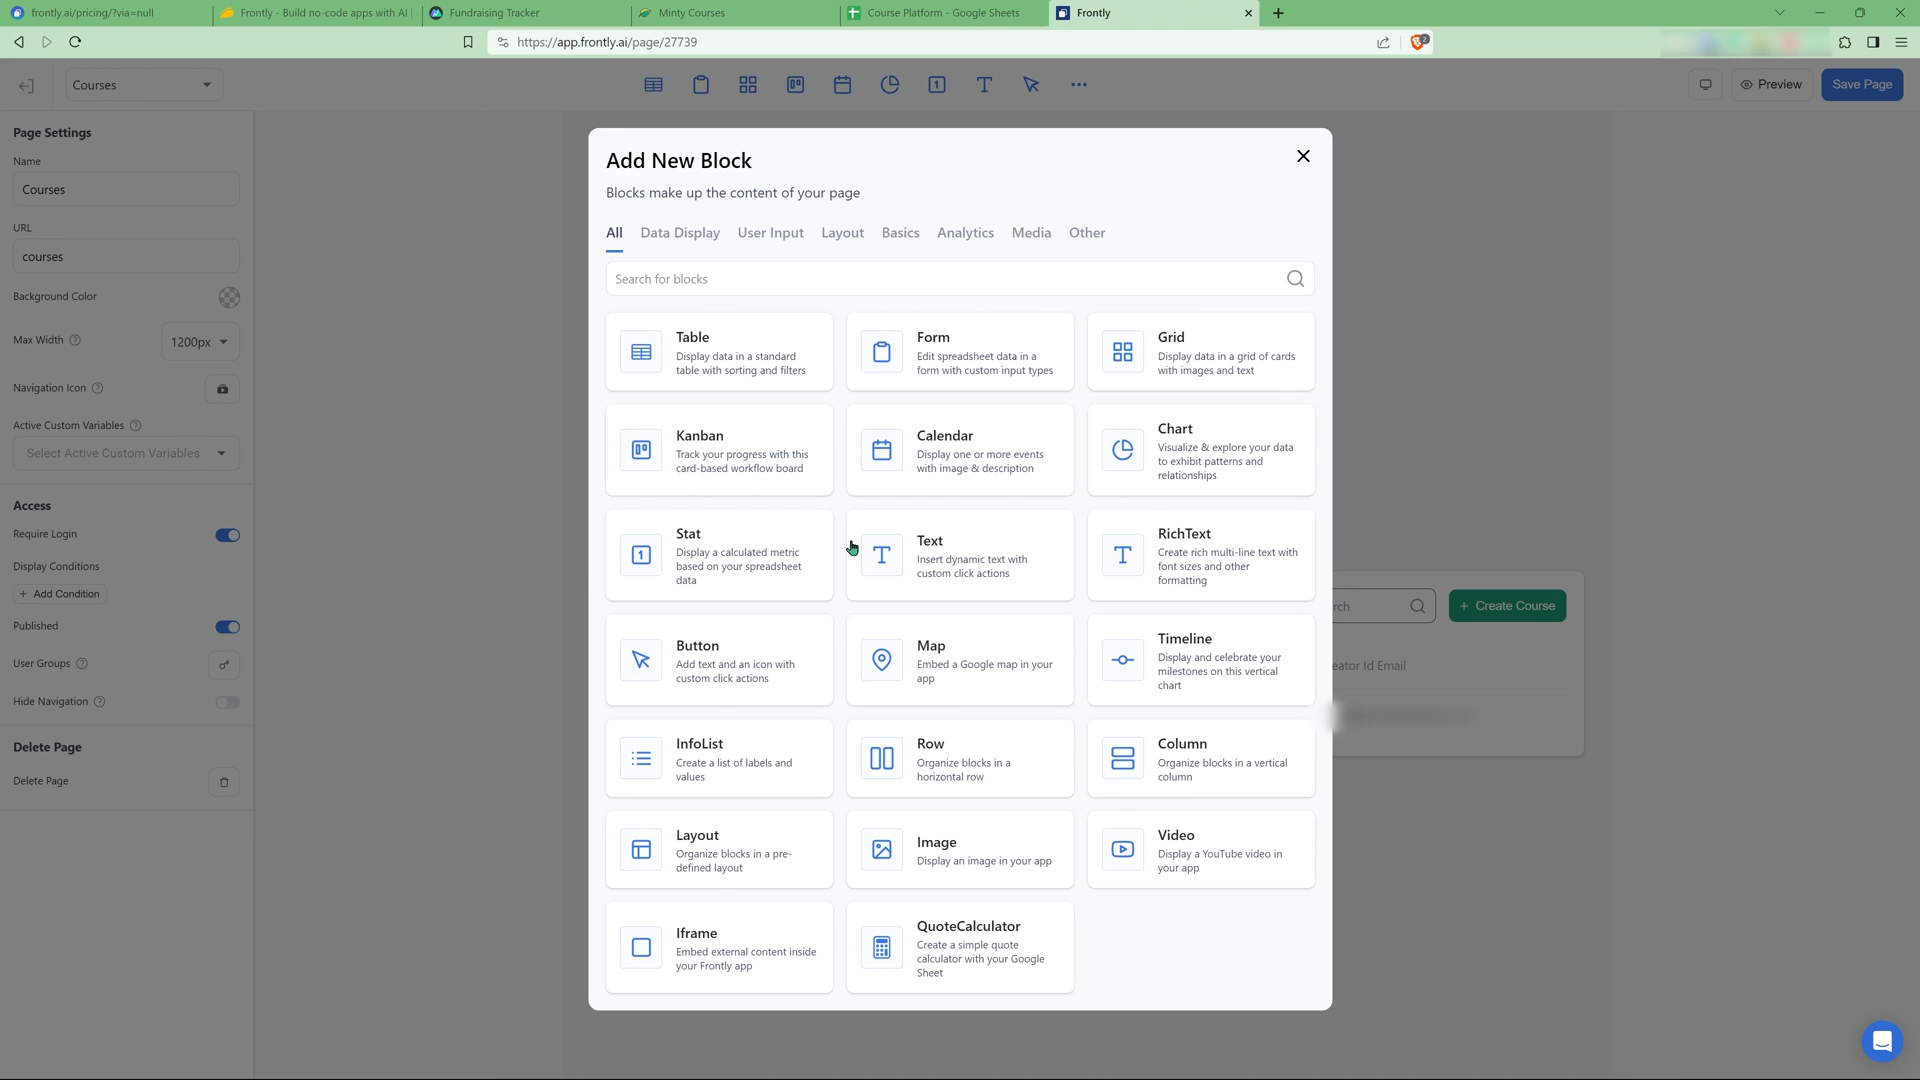 frontly.ai/pricing/?via=null
Frontly - Build no-code apps with AI
Fundraising Tracker
Minty Courses
Course Platform - Google Sheets
Frontly
https://app.frontly.ai/page/27739
2
Courses
Preview
Save Page
Page Settings
Name
Courses
URL
courses
Background Color
Max Width
1200px
Navigation Icon
Active Custom Variables
Select Active Custom Variables
Access
Require Login
Display Conditions
+ Add Condition
Published
User Groups
Hide Navigation
Delete Page
Delete Page
Add New Block
Blocks make up the content of your page
All Data Display User Input Layout Basics Analytics Media Other
Search for blocks
Table
Display data in a standard
table with sorting and filters
Form
Edit spreadsheet data in a
form with custom input types
Grid
Display data in a grid of cards
with images and text
Kanban
Track your progress with this
card-based workflow board
Calendar
Display one or more events
with image & description
Chart
Visualize & explore your data
to exhibit patterns and
relationships
Stat
Display a calculated metric
based on your spreadsheet
data
Text
Insert dynamic text with
custom click actions
RichText
Create rich multi-line text with
font sizes and other
formatting
Button
Add text and an icon with
custom click actions
Map
Embed a Google map in your
app
Timeline
Display and celebrate your
milestones on this vertical
chart
InfoList
Create a list of labels and
values
Row
Organize blocks in a
horizontal row
Column
Organize blocks in a vertical
column
Layout
Organize blocks in a pre-
defined layout
Image
Display an image in your app
Video
Display a YouTube video in
your app
Iframe
Embed external content inside
your Frontly app
QuoteCalculator
Create a simple quote
calculator with your Google
Sheet
rch
+ Create Course
eator Id Email